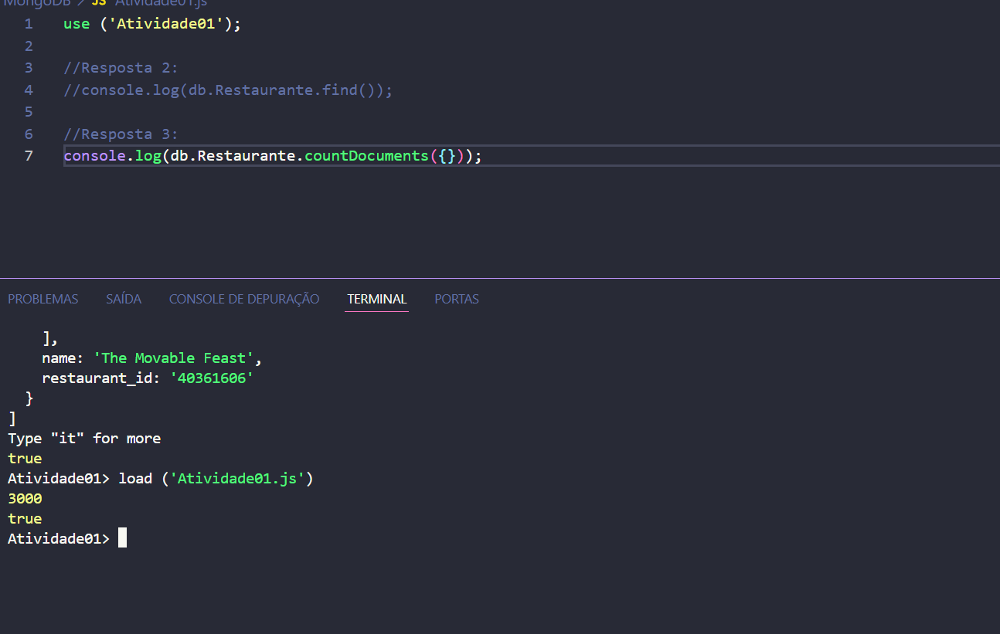 MongoDB > JS Atividade01.js
1 use ('Atividade01');
2
3 //Resposta 2:
4 //console.log(db.Restaurante.find());
5
6 //Resposta 3:
7 console.log(db.Restaurante.countDocuments({}));
PROBLEMAS SAÍDA CONSOLE DE DEPURAÇÃO TERMINAL PORTAS
],
name: 'The Movable Feast',
restaurant_id: '40361606'
}
]
Type "it" for more
true
Atividade01> load ('Atividade01.js')
3000
true
Atividade01>